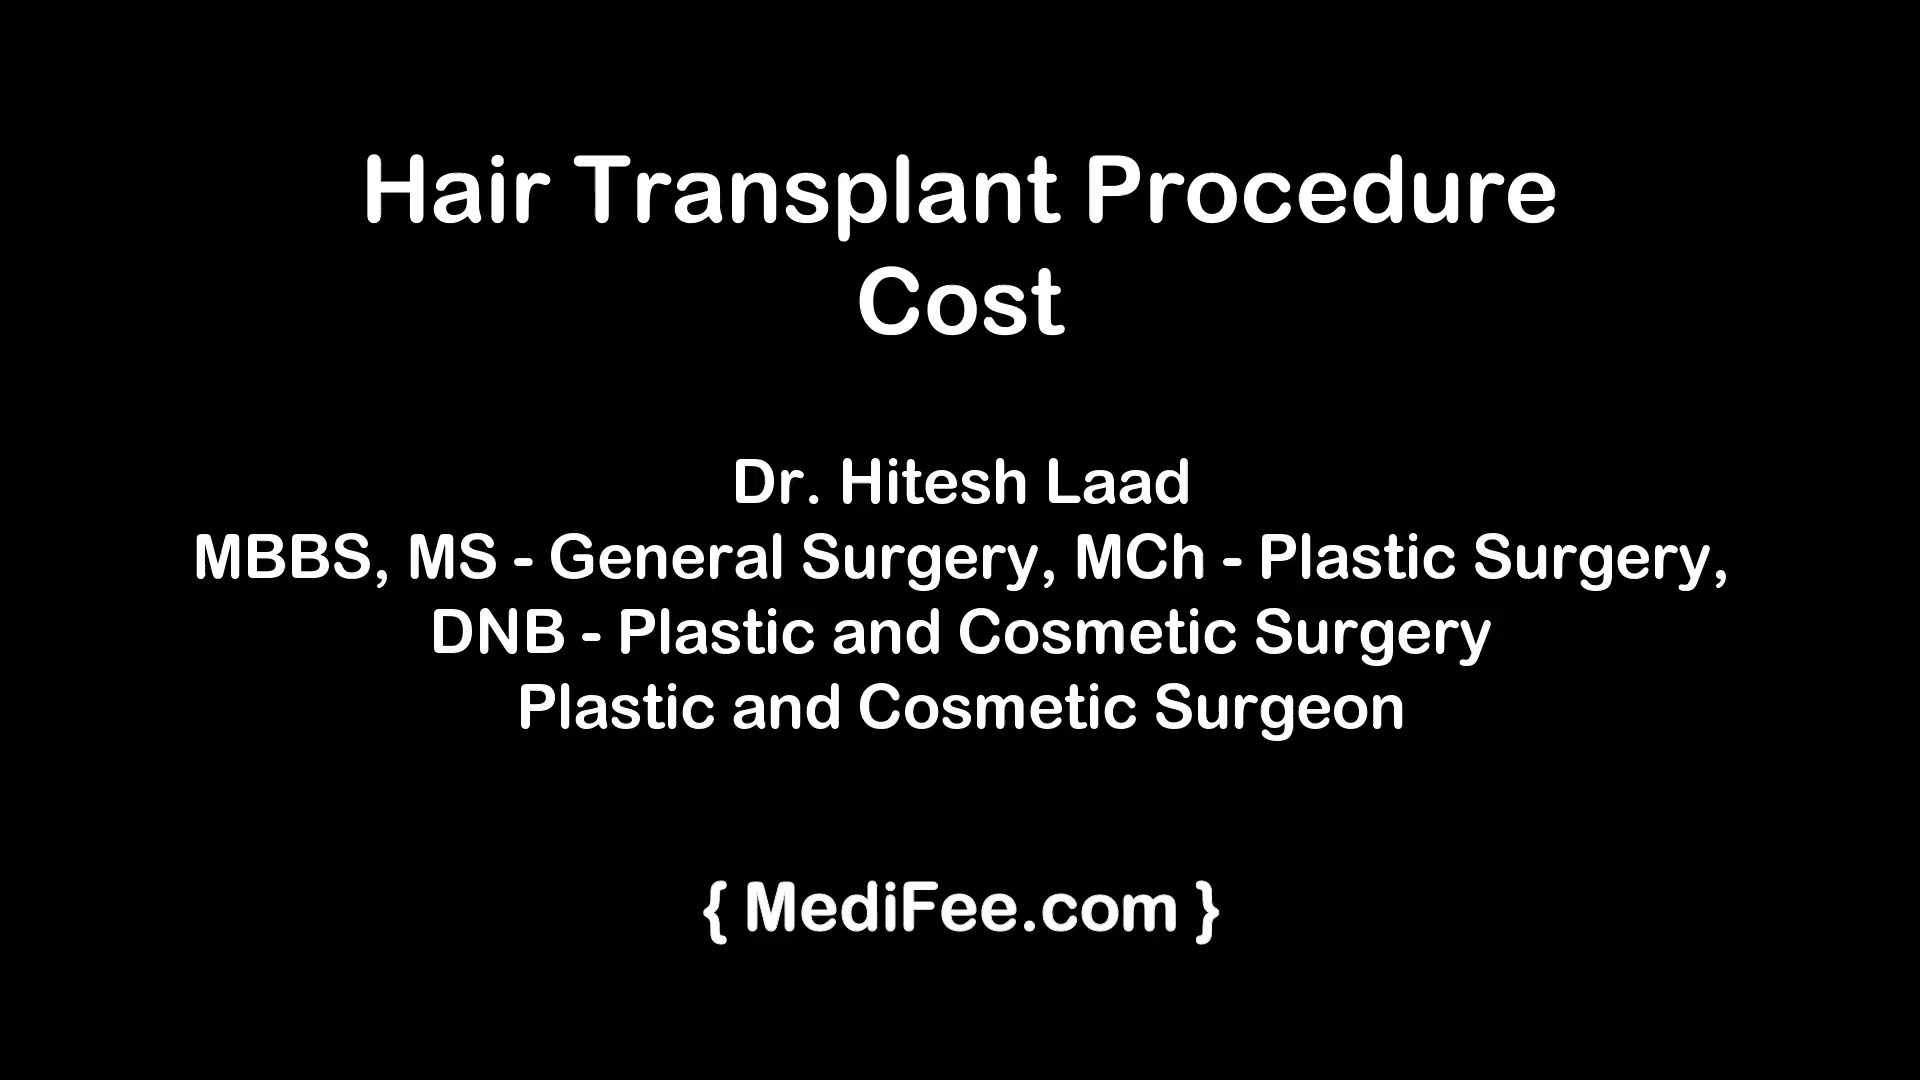 Hair Transplant Procedure
Cost
Dr. Hitesh Laad
MBBS, MS - General Surgery, MCh - Plastic Surgery,
DNB - Plastic and Cosmetic Surgery
Plastic and Cosmetic Surgeon
{ MediFee.com }